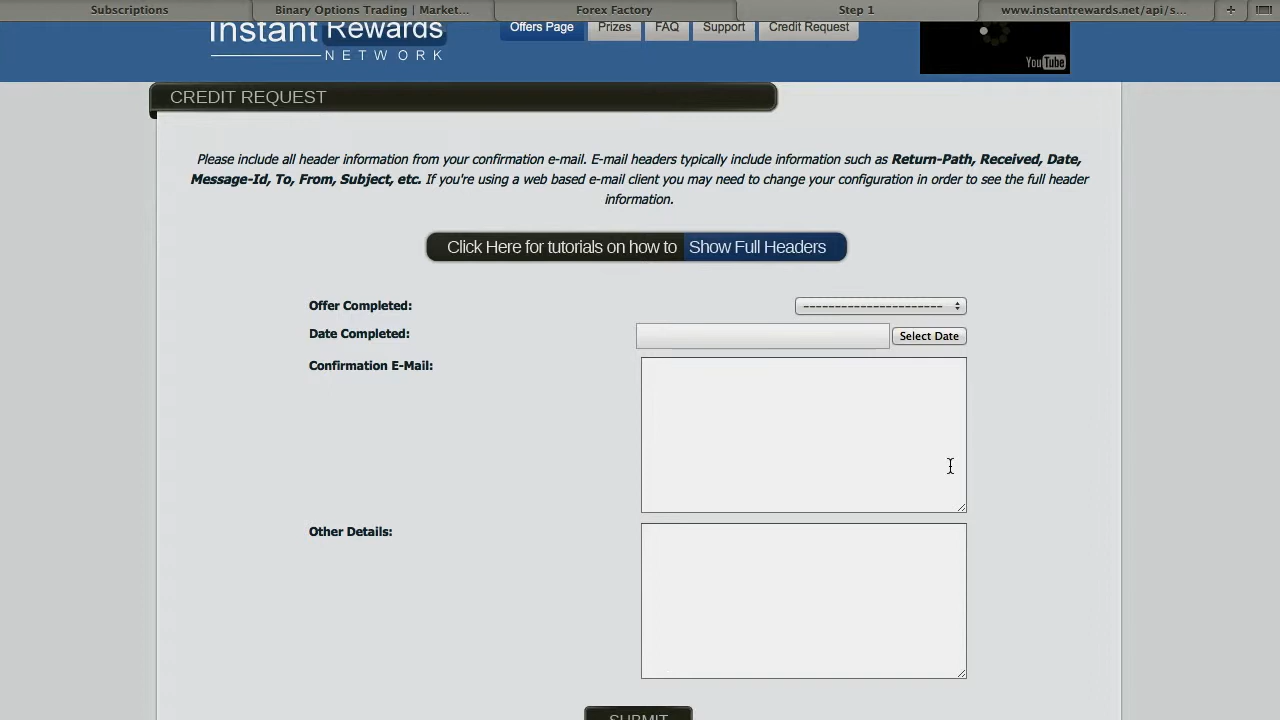 Subscriptions
Binary Options Trading | Market...
Forex Factory
Step 1
www.instantrewards.net/api/s...
+
Instant Rewards
NETWORK
Offers Page
Prizes
FAQ
Support
Credit Request
YouTube
CREDIT REQUEST
Please include all header information from your confirmation e-mail. E-mail headers typically include information such as Return-Path, Received, Date,
Message-Id, To, From, Subject, etc. If you're using a web based e-mail client you may need to change your configuration in order to see the full header
information.
Click Here for tutorials on how to Show Full Headers
Offer Completed:
----------------------
Date Completed:
Select Date
Confirmation E-Mail:
Other Details:
SUBMIT